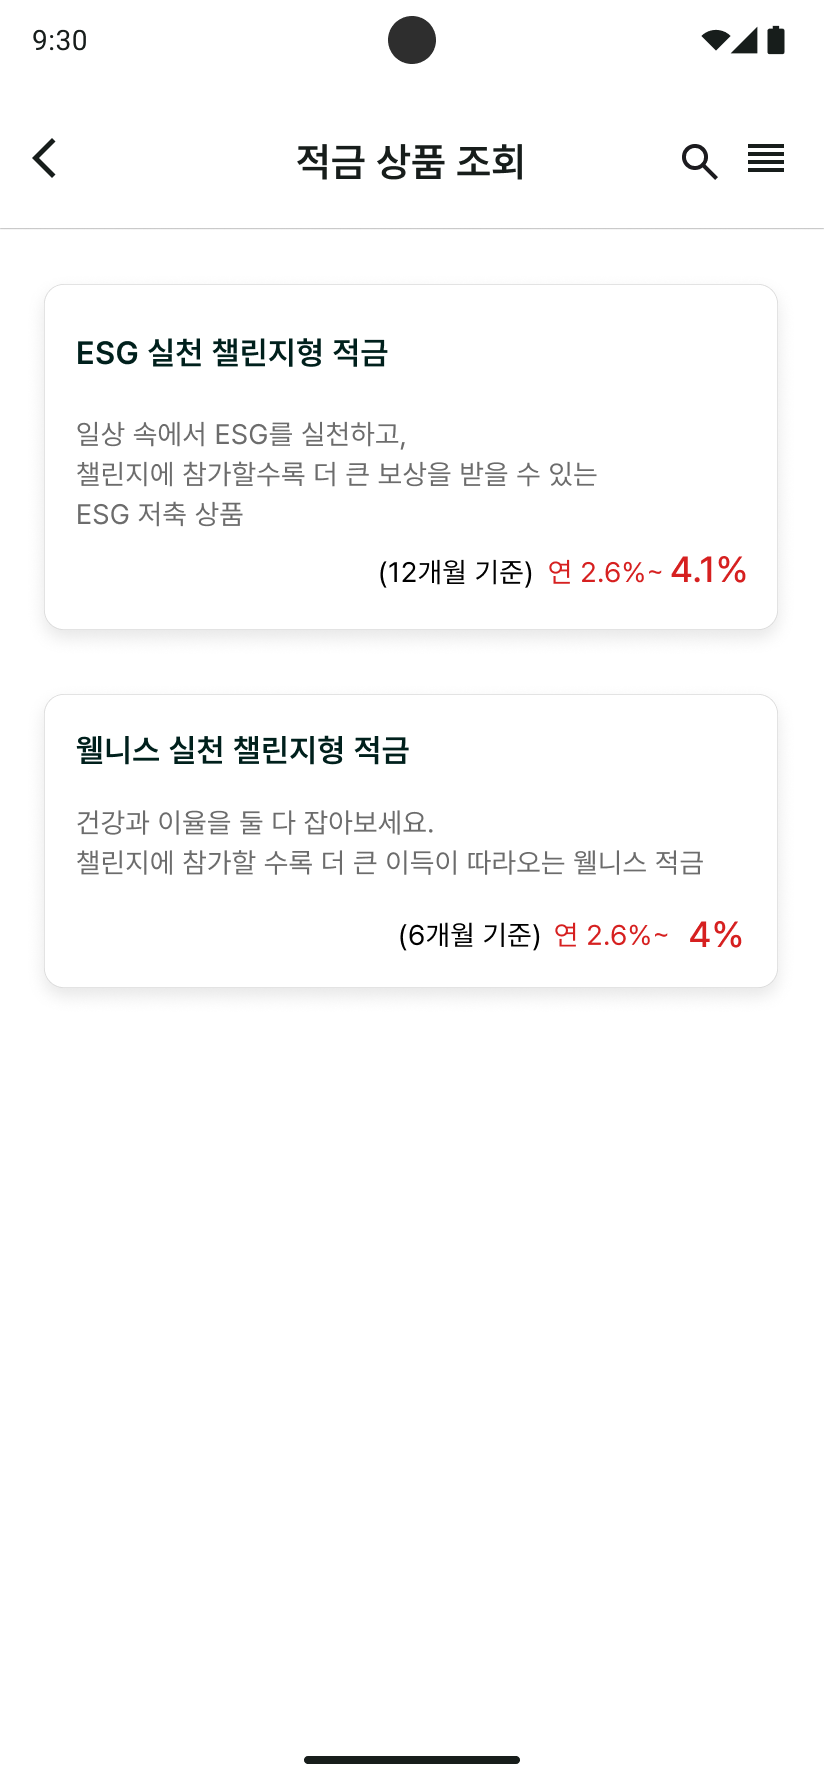 9:30
적금 상품 조회
ESG 실천 챌린지형 적금
일상 속에서 ESG를 실천하고,
챌린지에 참가할수록 더 큰 보상을 받을 수 있는
ESG 저축 상품
(12개월 기준) 연 2.6%~ 4.1%
웰니스 실천 챌린지형 적금
건강과 이율을 둘 다 잡아보세요.
챌린지에 참가할 수록 더 큰 이득이 따라오는 웰니스 적금
(6개월 기준) 연 2.6%~ 4%